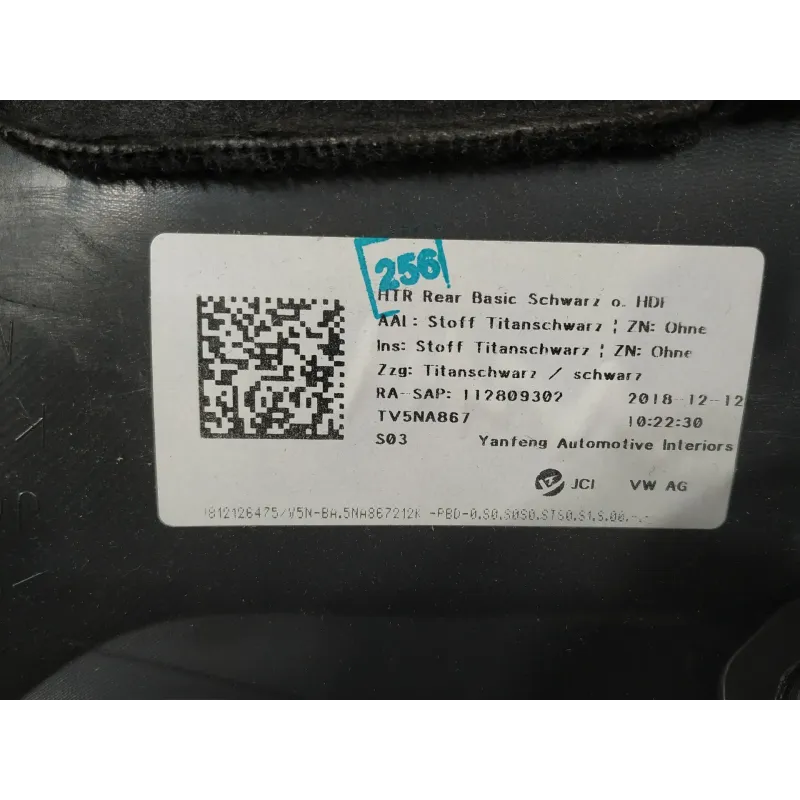 256
HTR Rear Basic Schwarz o. HDI
AAI: Stoff Titanschwarz ¦ ZN: Ohne
Ins: Stoff Titanschwarz ¦ ZN: Ohne
Zzg: Titanschwarz / schwarz
RA-SAP: 112809302 2018-12-12
TV5NA867 10:22:30
S03 Yanfeng Automotive Interiors
JCI VW AG